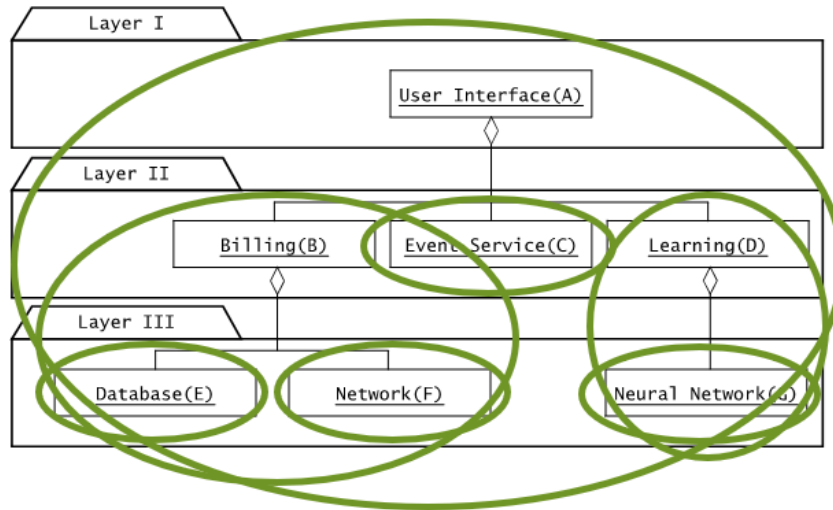 Layer I
User Interface(A)
Layer II
Billing(B) Event Service(C) Learning(D)
Layer III
Database(E) Network(F) Neural Network(G)